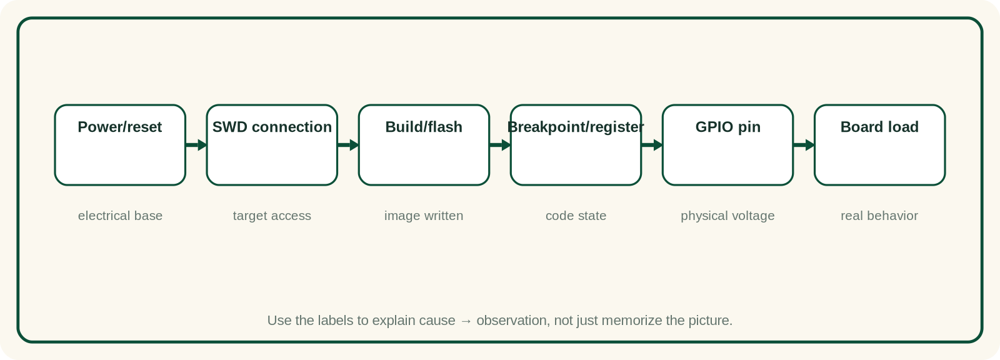 Power/reset
SWD connection
Build/flash
Breakpoint/register
GPIO pin
Board load
electrical base
target access
image written
code state
physical voltage
real behavior
Use the labels to explain cause → observation, not just memorize the picture.